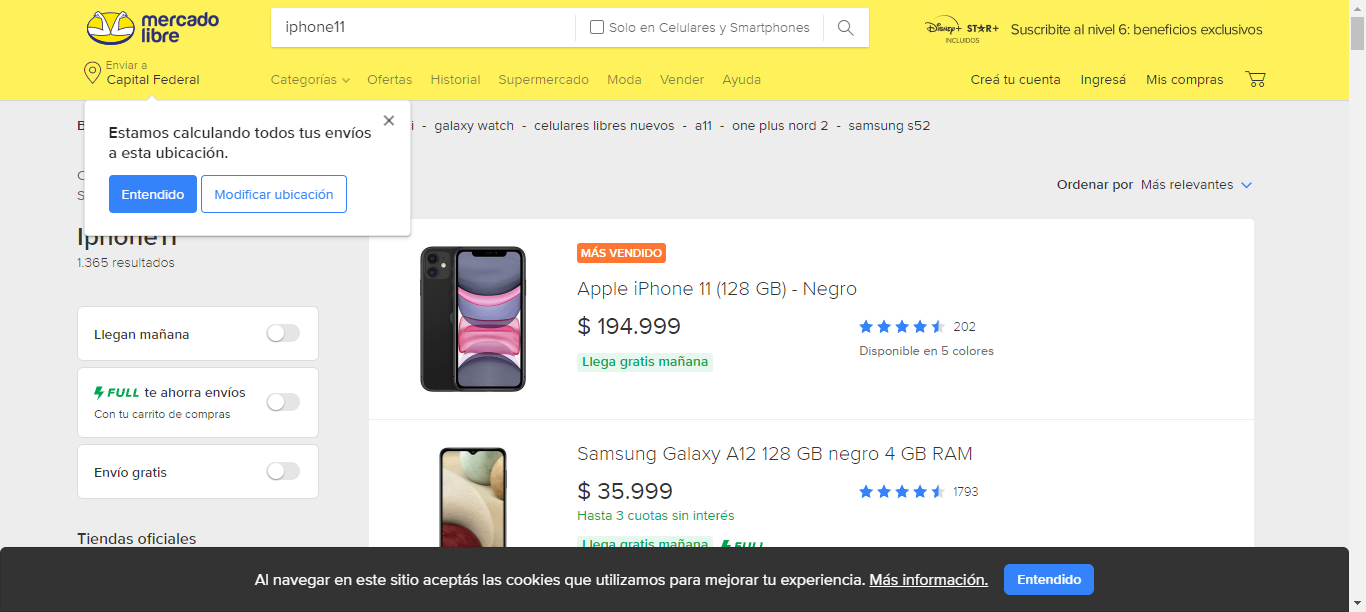 mercado
libre
iphone11
Solo en Celulares y Smartphones
Disney+ STAR+
INCLUIDOS
Suscribite al nivel 6: beneficios exclusivos
Enviar a
Capital Federal
Categorías
Ofertas
Historial
Supermercado
Moda
Vender
Ayuda
Creá tu cuenta
Ingresá
Mis compras
Estamos calculando todos tus envíos
a esta ubicación.
Entendido
Modificar ubicación
- galaxy watch - celulares libres nuevos - a11 - one plus nord 2 - samsung s52
Ordenar por Más relevantes
Iphone11
1.365 resultados
Llegan mañana
FULL te ahorra envíos
Con tu carrito de compras
Envío gratis
Tiendas oficiales
MÁS VENDIDO
Apple iPhone 11 (128 GB) - Negro
$ 194.999
202
Llega gratis mañana
Disponible en 5 colores
Samsung Galaxy A12 128 GB negro 4 GB RAM
$ 35.999
1793
Hasta 3 cuotas sin interés
Llega gratis mañana FULL
Al navegar en este sitio aceptás las cookies que utilizamos para mejorar tu experiencia. Más información.
Entendido